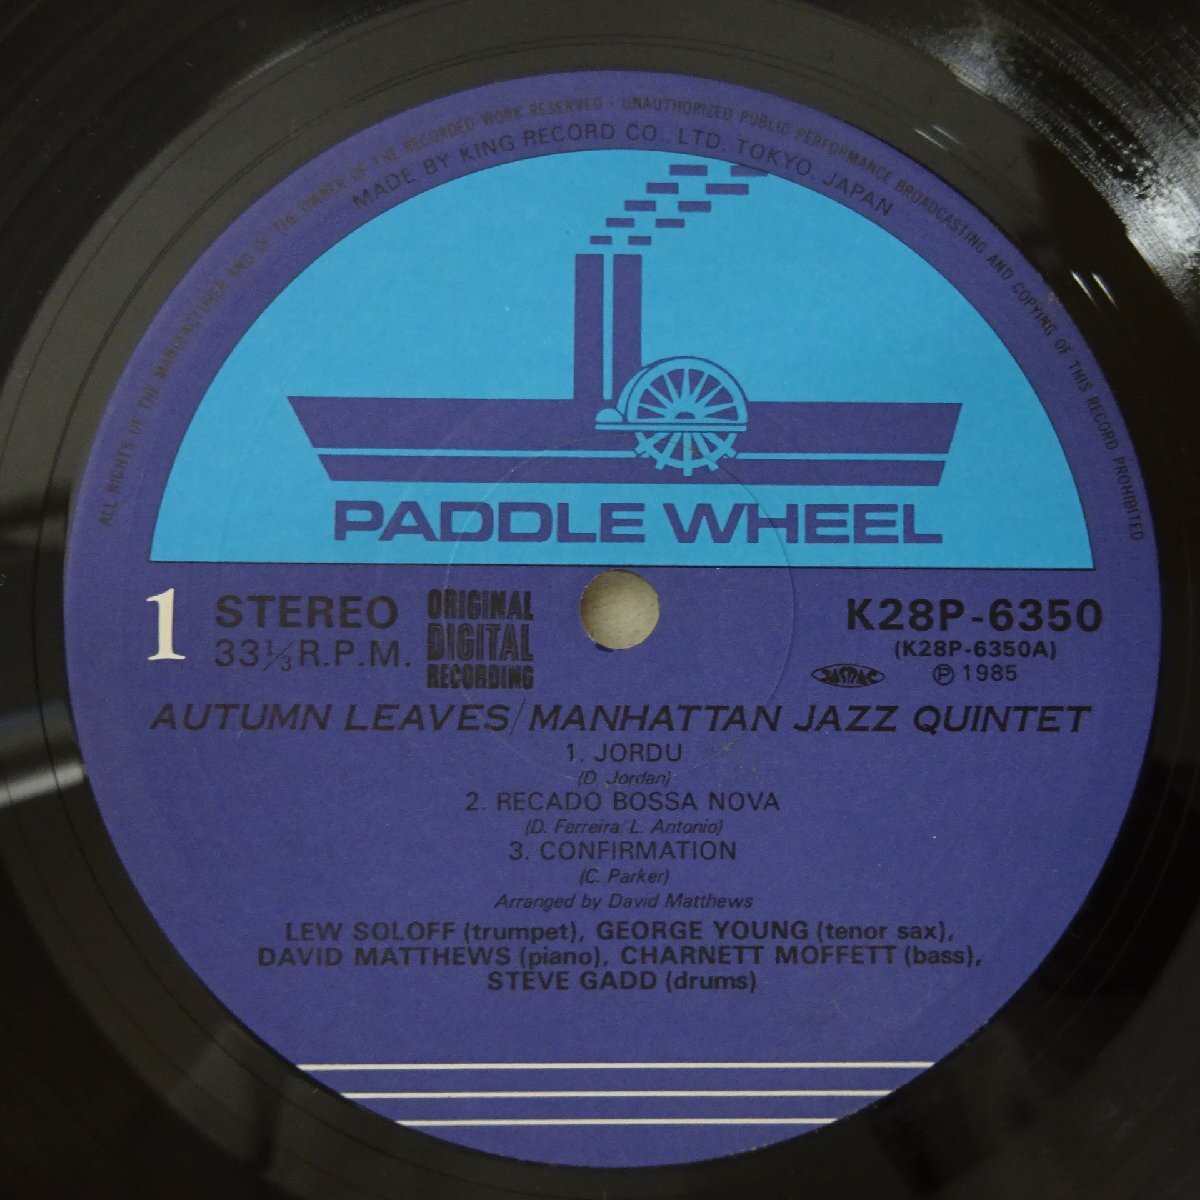 ALL RIGHTS OF THE MANUFACTURER AND OF THE OWNER OF THE RECORDED WORK RESERVED · UNAUTHORIZED PUBLIC PERFORMANCE BROADCASTING AND COPYING OF THIS RECORD PROHIBITED
MADE BY KING RECORD CO., LTD. TOKYO, JAPAN
PADDLE WHEEL
1 STEREO
33⅓ R.P.M.
ORIGINAL
DIGITAL
RECORDING
K28P-6350
(K28P-6350A)
JASRAC ℗ 1985
AUTUMN LEAVES/MANHATTAN JAZZ QUINTET
1. JORDU
(D. Jordan)
2. RECADO BOSSA NOVA
(D. Ferreira L. Antonio)
3. CONFIRMATION
(C. Parker)
Arranged by David Matthews
LEW SOLOFF (trumpet), GEORGE YOUNG (tenor sax),
DAVID MATTHEWS (piano), CHARNETT MOFFETT (bass),
STEVE GADD (drums)